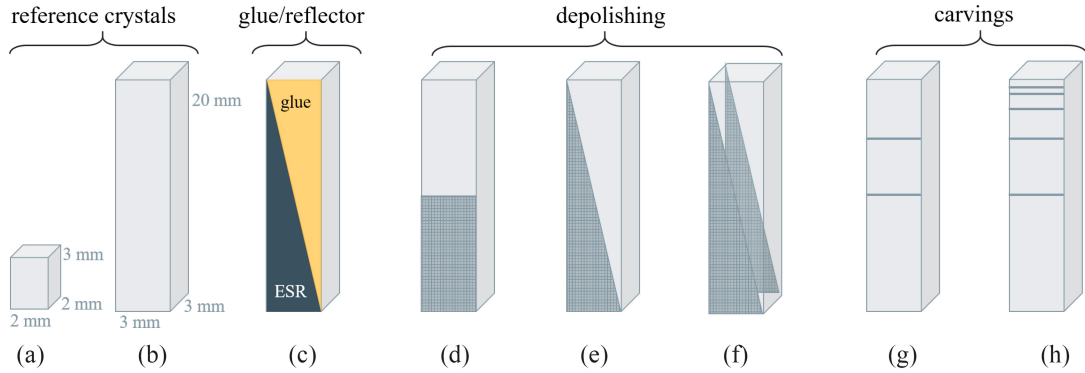 reference crystals glue/reflector depolishing carvings
20 mm
glue
3 mm
ESR
2 mm
3 mm
2 mm
3 mm
(a) (b) (c) (d) (e) (f) (g) (h)